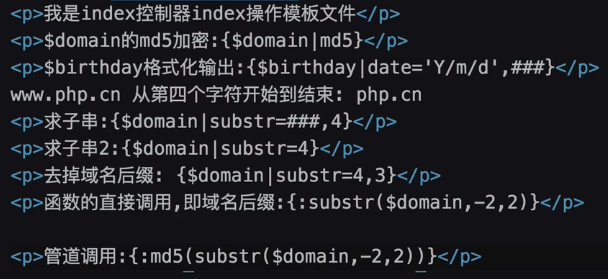 <p>我是index控制器index操作模板文件</p>
<p>$domain的md5加密:{$domain|md5}</p>
<p>$birthday格式化输出:{$birthday|date='Y/m/d',###}</p>
www.php.cn 从第四个字符开始到结束: php.cn
<p>求子串:{$domain|substr=###,4}</p>
<p>求子串2:{$domain|substr=4}</p>
<p>去掉域名后缀: {$domain|substr=4,3}</p>
<p>函数的直接调用,即域名后缀:{:substr($domain,-2,2)}</p>
<p>管道调用:{:md5(substr($domain,-2,2))}</p>